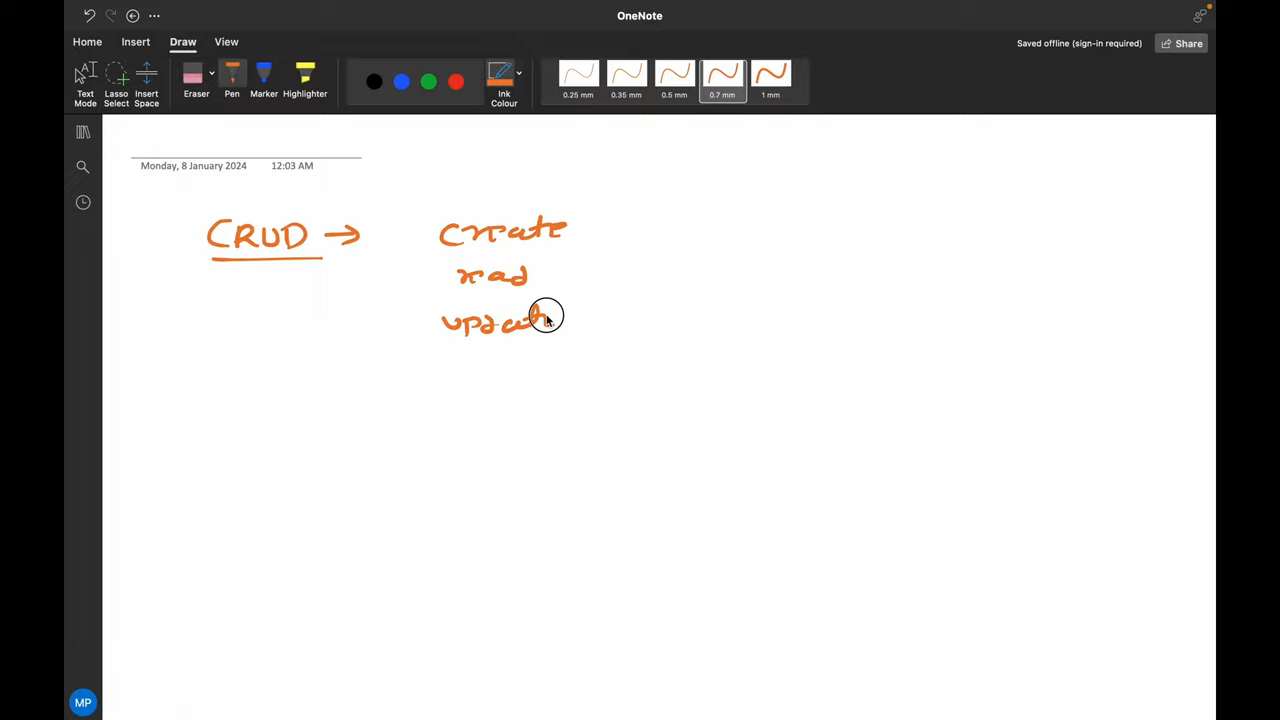 OneNote
Home Insert Draw View
Saved offline (sign-in required) Share
Text Mode Lasso Select Insert Space Eraser Pen Marker Highlighter Ink Colour 0.25 mm 0.35 mm 0.5 mm 0.7 mm 1 mm
Monday, 8 January 2024 12:03 AM
CRUD → create
read
update
MP